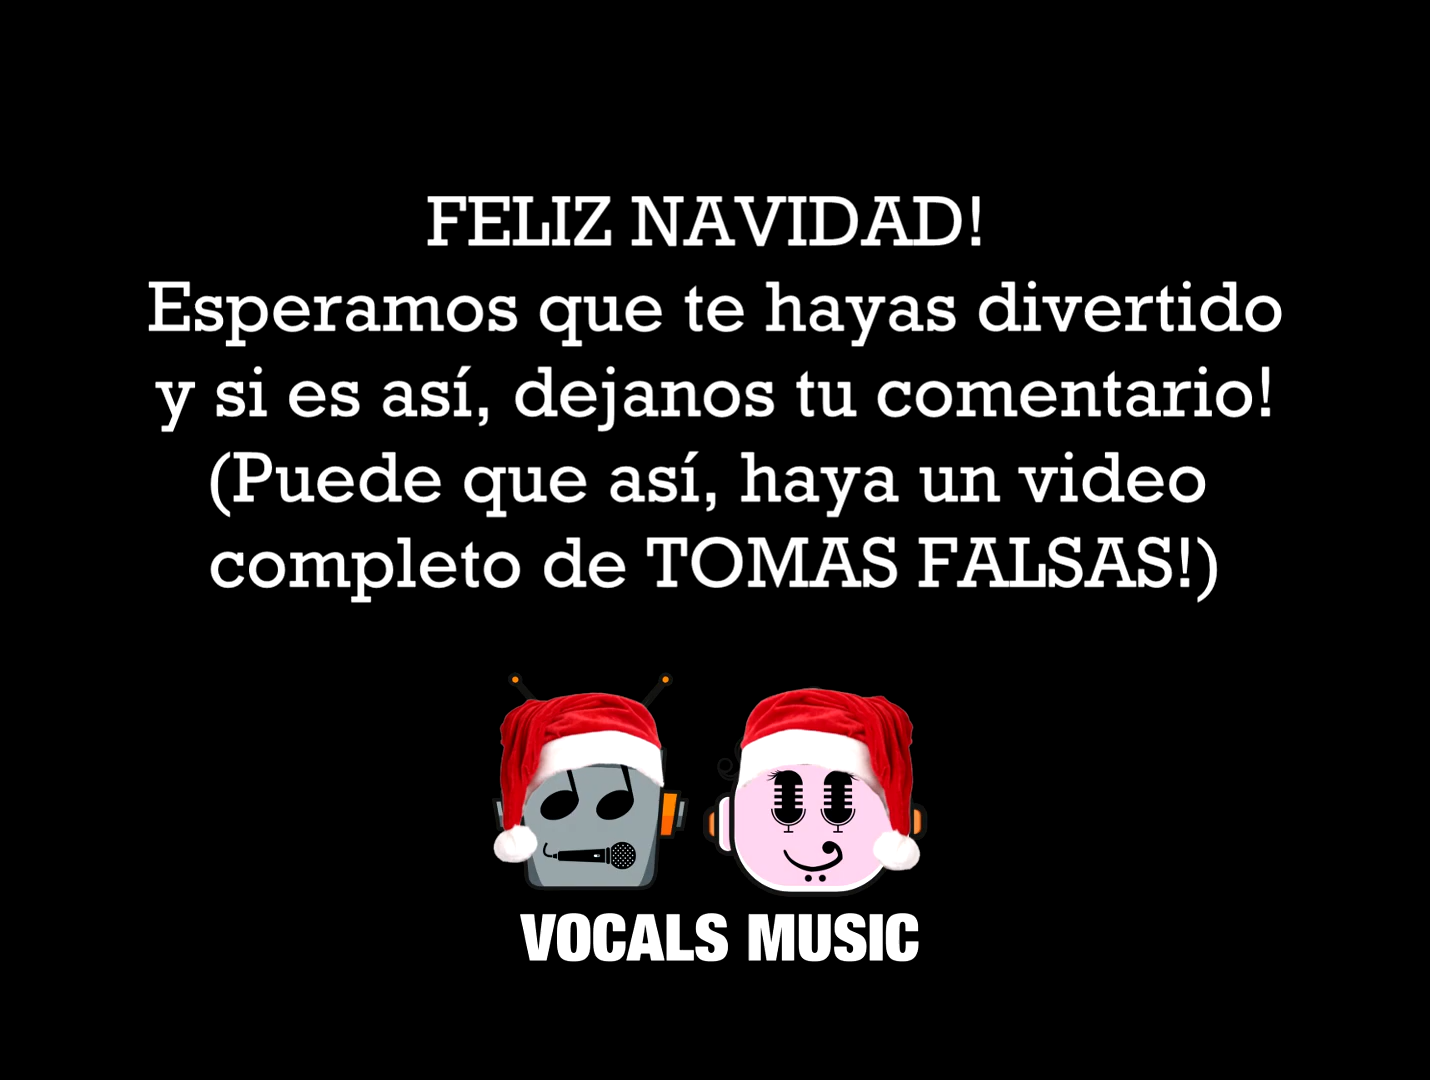 FELIZ NAVIDAD!
Esperamos que te hayas divertido
y si es así, dejanos tu comentario!
(Puede que así, haya un video
completo de TOMAS FALSAS!)
VOCALS MUSIC